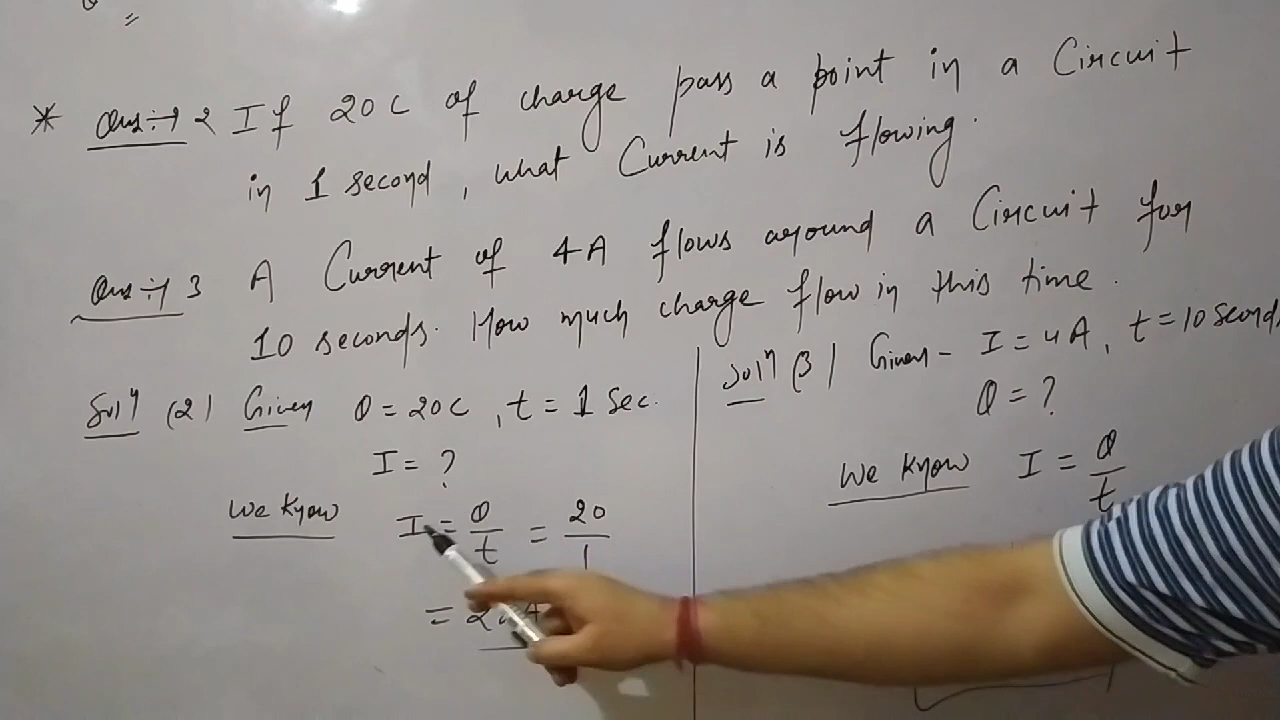 * Ques:→ 2 If 20 C of charge pass a point in a Circuit
in 1 second, what Current is flowing.
Ques:→ 3 A Current of 4A flows around a Circuit for
10 seconds. How much charge flow in this time.
Solⁿ (2) Given Q = 20C, t = 1 Sec.
I = ?
We know I = Q/t = 20/1
= 20 A
Solⁿ (3) Given - I = 4A, t = 10 Second
Q = ?
We know I = Q/t